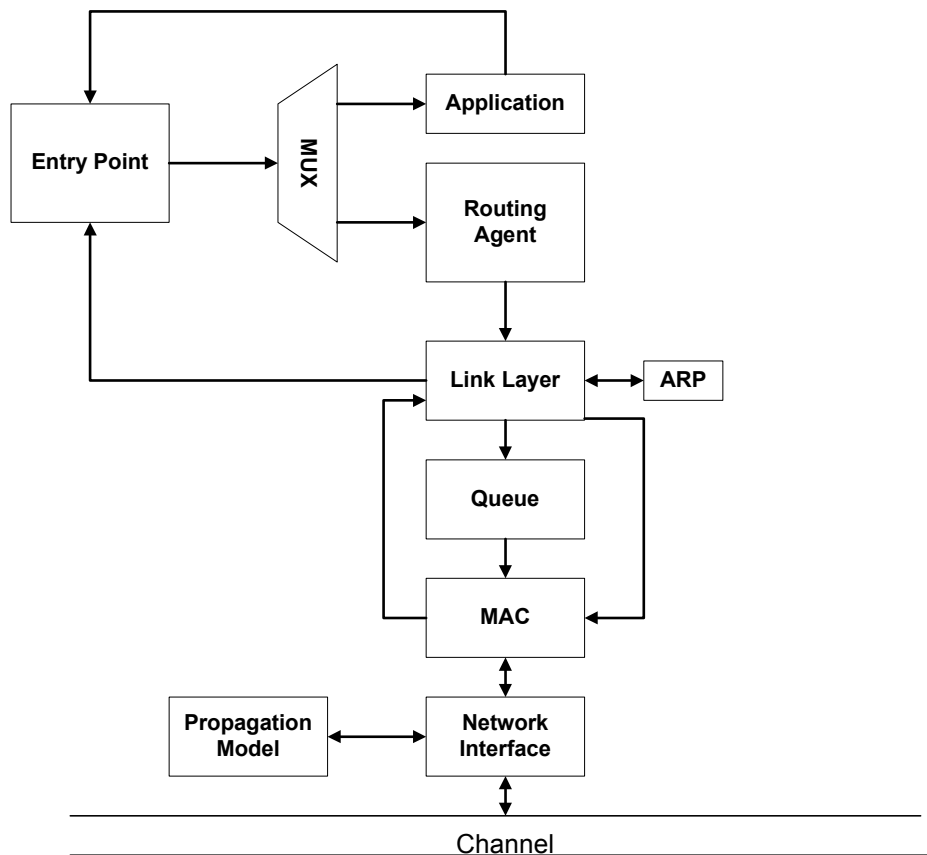 Application
Entry Point
MUX
Routing
Agent
Link Layer
ARP
Queue
MAC
Propagation
Model
Network
Interface
Channel